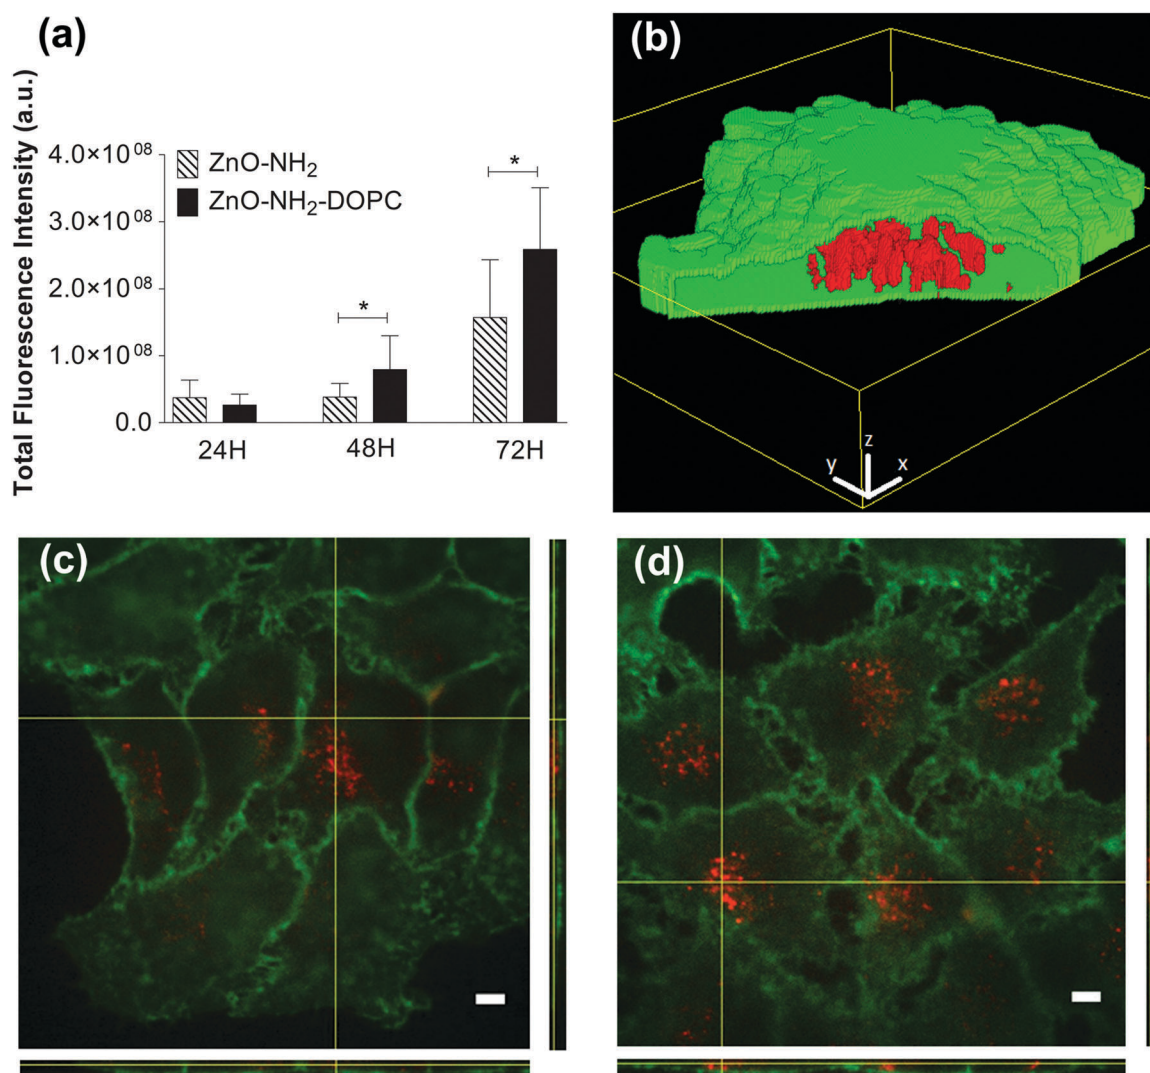 (a)
Total Fluorescence Intensity (a.u.)
4.0×10⁰⁸
3.0×10⁰⁸
2.0×10⁰⁸
1.0×10⁰⁸
0.0
ZnO-NH₂
ZnO-NH₂-DOPC
*
*
24H
48H
72H
(b)
z
y
x
(c)
(d)